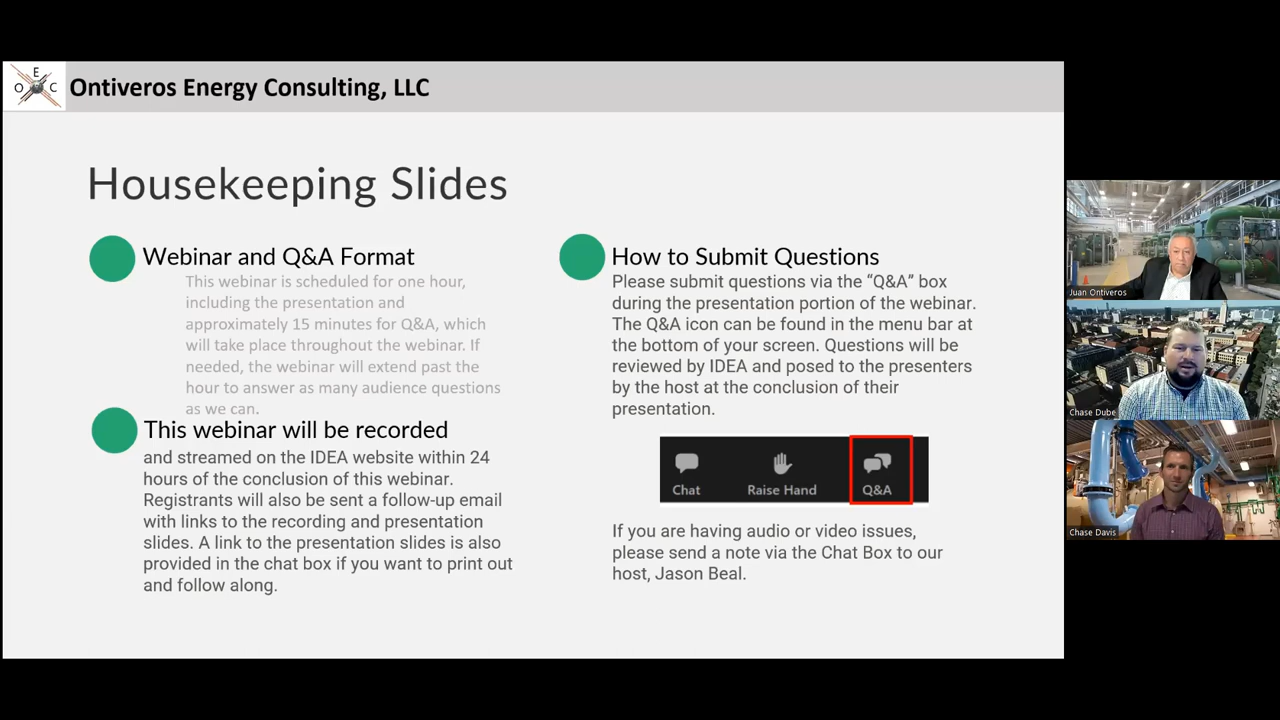 E
O C
Ontiveros Energy Consulting, LLC
Housekeeping Slides
Webinar and Q&A Format
This webinar is scheduled for one hour,
including the presentation and
approximately 15 minutes for Q&A, which
will take place throughout the webinar. If
needed, the webinar will extend past the
hour to answer as many audience questions
as we can.
This webinar will be recorded
and streamed on the IDEA website within 24
hours of the conclusion of this webinar.
Registrants will also be sent a follow-up email
with links to the recording and presentation
slides. A link to the presentation slides is also
provided in the chat box if you want to print out
and follow along.
How to Submit Questions
Please submit questions via the “Q&A” box
during the presentation portion of the webinar.
The Q&A icon can be found in the menu bar at
the bottom of your screen. Questions will be
reviewed by IDEA and posed to the presenters
by the host at the conclusion of their
presentation.
Chat Raise Hand Q&A
If you are having audio or video issues,
please send a note via the Chat Box to our
host, Jason Beal.
Juan Ontiveros
Chase Dube
Chase Davis